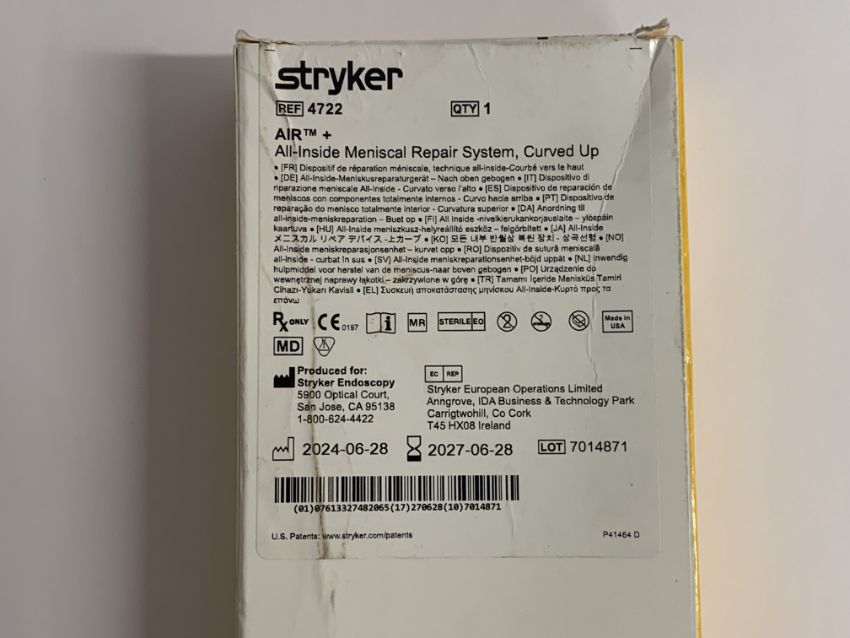 stryker
REF 4722 QTY 1
AIR™ +
All-Inside Meniscal Repair System, Curved Up
• [FR] Dispositif de réparation méniscale, technique all-inside-Courbé vers le haut
• [DE] All-Inside-Meniskusreparaturgerät – Nach oben gebogen • [IT] Dispositivo di
riparazione meniscale All-Inside - Curvato verso l'alto • [ES] Dispositivo de reparación de
meniscos con componentes totalmente internos - Curvo hacia arriba • [PT] Dispositivo de
reparação do menisco totalmente interior - Curvatura superior • [DA] Anordning til
all-inside-meniskreparation – Buet op • [FI] All Inside -nivelkierukankorjauslaite – ylöspäin
kaartuva • [HU] All-Inside meniszkusz-helyreállító eszköz – felgörbített • [JA] All-Inside
メニスカル リペア デバイス -上カーブ • [KO] 모든 내부 반월상 복원 장치 - 상곡선형 • [NO]
All-Inside meniskreparasjonsenhet – kurvet opp • [RO] Dispozitiv de sutură meniscală
all-inside - curbat în sus • [SV] All-Inside meniskreparationsenhet-böjd uppåt • [NL] Inwendig
hulpmiddel voor herstel van de meniscus-naar boven gebogen • [PO] Urządzenie do
wewnętrznej naprawy łąkotki – zakrzywione w górę • [TR] Tamamı İçeride Menisküs Tamiri
Cihazı-Yukarı Kavisli • [EL] Συσκευή αποκατάστασης μηνίσκου All-Inside-Κυρτό προς τα
επάνω
Rx ONLY CE 0197 MR STERILE EO Made in
USA
MD
Produced for:
Stryker Endoscopy
5900 Optical Court,
San Jose, CA 95138
1-800-624-4422
EC REP
Stryker European Operations Limited
Anngrove, IDA Business & Technology Park
Carrigtwohill, Co Cork
T45 HX08 Ireland
2024-06-28 2027-06-28 LOT 7014871
(01)07613327482065(17)270628(10)7014871
U.S. Patents: www.stryker.com/patents P41464 D